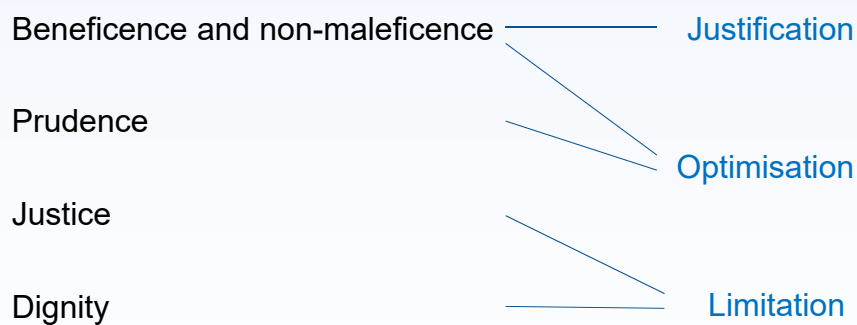 Beneficence and non-maleficence
Justification
Prudence
Optimisation
Justice
Dignity
Limitation